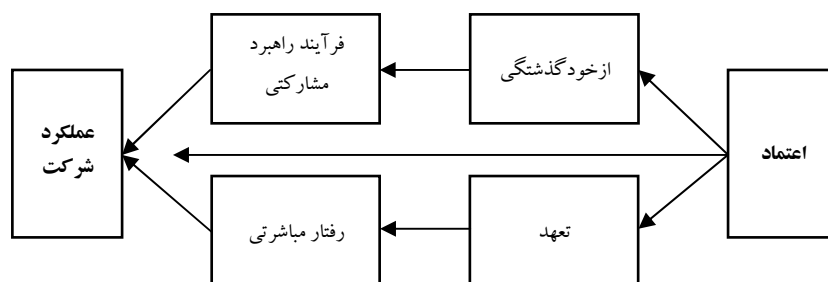 فرآیند راهبرد
مشارکتی
ازخودگذشتگی
عملکرد
شرکت
اعتماد
رفتار مباشرتی
تعهد